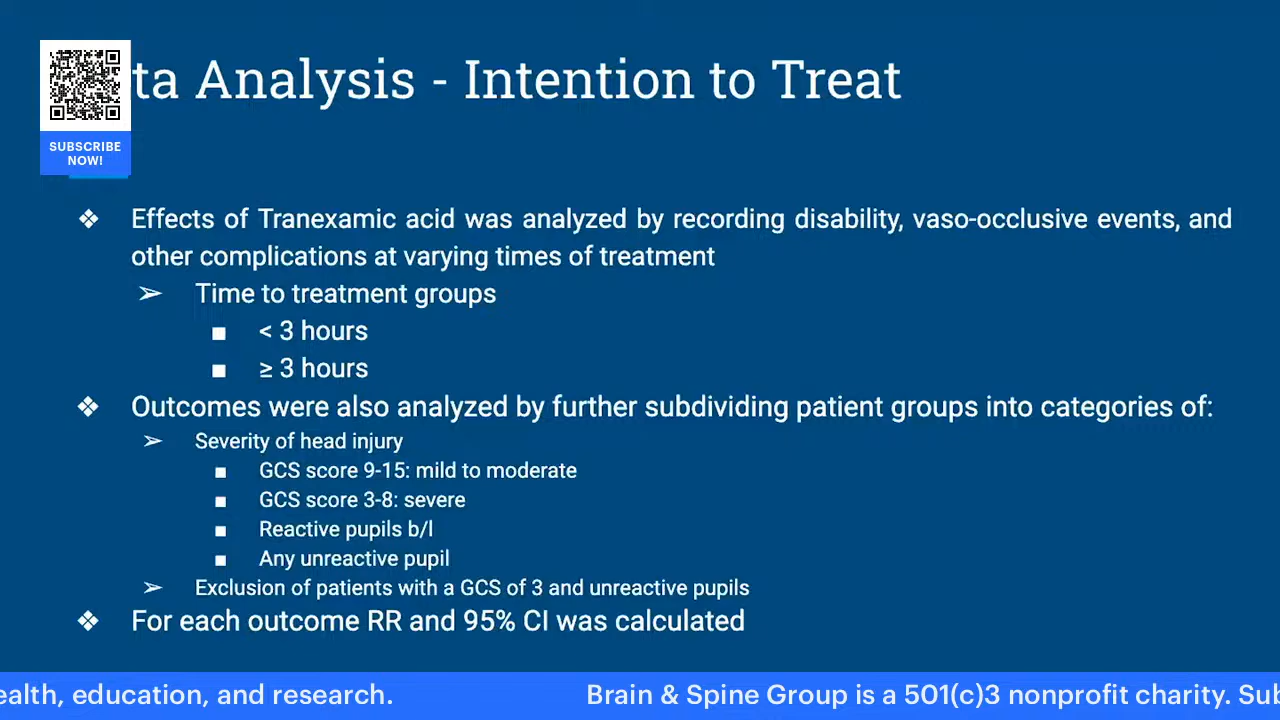 ta Analysis - Intention to Treat
SUBSCRIBE
NOW!
❖ Effects of Tranexamic acid was analyzed by recording disability, vaso-occlusive events, and
other complications at varying times of treatment
➢ Time to treatment groups
■ < 3 hours
■ ≥ 3 hours
❖ Outcomes were also analyzed by further subdividing patient groups into categories of:
➢ Severity of head injury
■ GCS score 9-15: mild to moderate
■ GCS score 3-8: severe
■ Reactive pupils b/l
■ Any unreactive pupil
➢ Exclusion of patients with a GCS of 3 and unreactive pupils
❖ For each outcome RR and 95% CI was calculated
ealth, education, and research. Brain & Spine Group is a 501(c)3 nonprofit charity. Sub